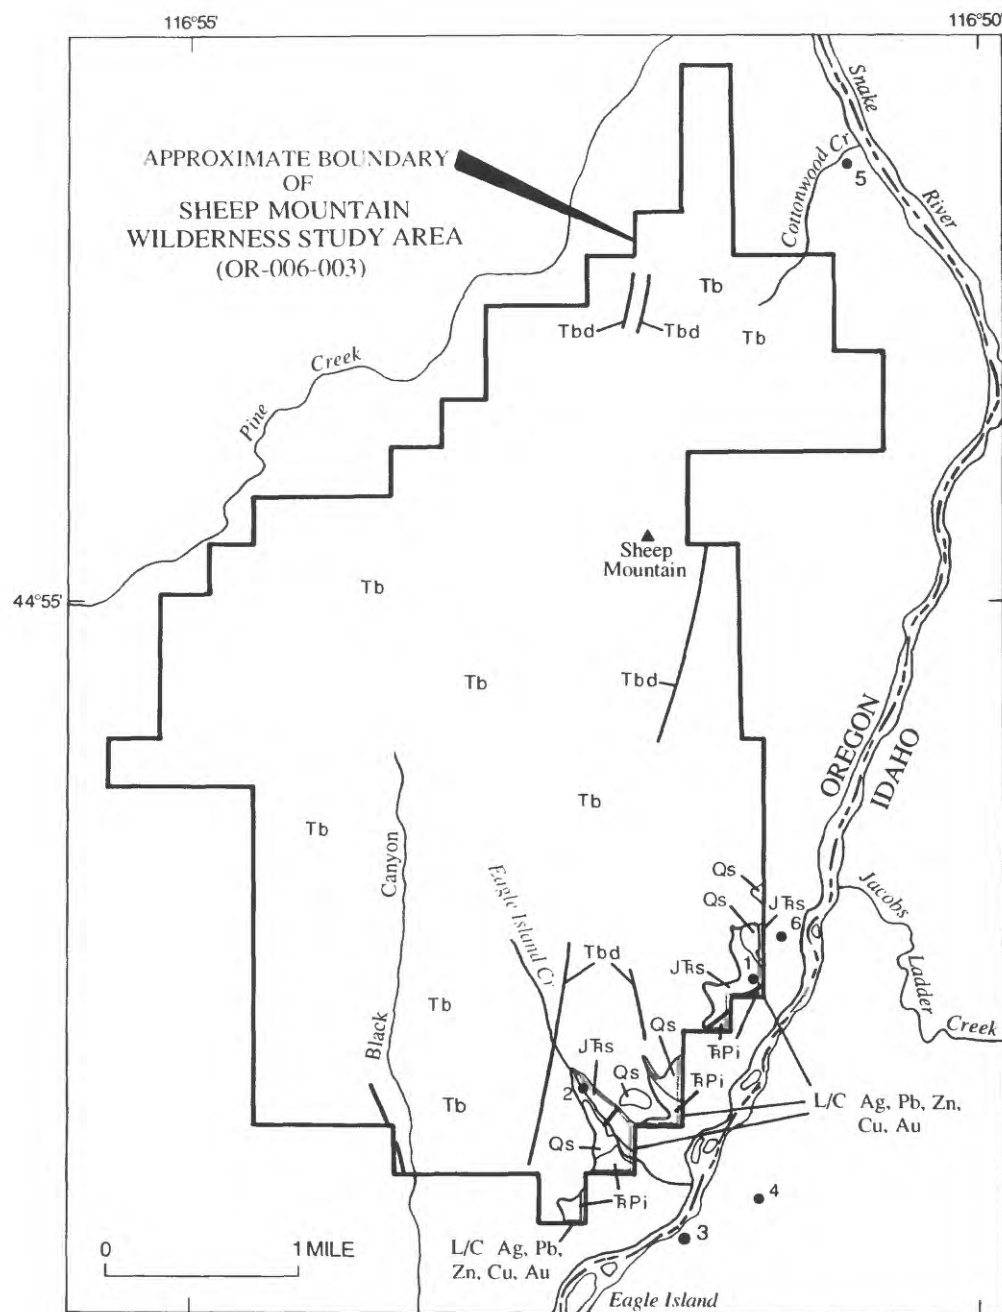 116°55'
116°50'
APPROXIMATE BOUNDARY
OF
SHEEP MOUNTAIN
WILDERNESS STUDY AREA
(OR-006-003)
Snake
River
Cottonwood Cr
5
Tb
Tbd
Tbd
Tb
Pine
Creek
Sheep
Mountain
44°55'
Tb
Tb
Tbd
OREGON
IDAHO
Tb
Tb
Canyon
Black
Eagle Island Cr
Qs
Qs
JTRs
6
1
Jacobs
Ladder
Creek
Tbd
JTRs
Tb
Qs
TRPi
JTRs
Qs
TRPi
2
Tb
L/C Ag, Pb, Zn,
Cu, Au
Qs
TRPi
4
3
L/C Ag, Pb,
Zn, Cu, Au
0
1 MILE
Eagle Island